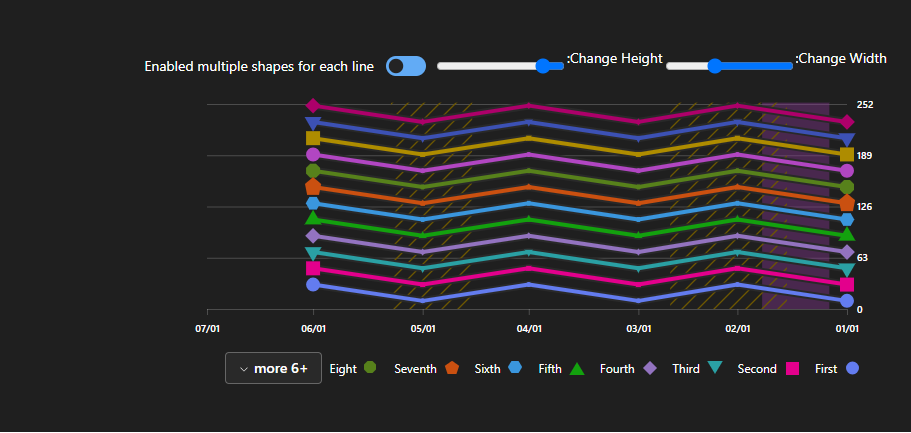 Enabled multiple shapes for each line
:Change Height
:Change Width
252
189
126
63
0
07/01 06/01 05/01 04/01 03/01 02/01 01/01
more 6+ Eight Seventh Sixth Fifth Fourth Third Second First